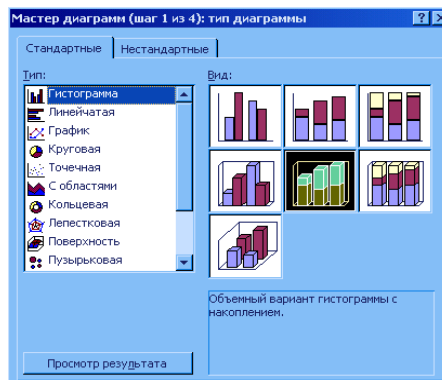 Мастер диаграмм (шаг 1 из 4): тип диаграммы
Стандартные
Нестандартные
Тип:
Вид:
Гистограмма
Линейчатая
График
Круговая
Точечная
С областями
Кольцевая
Лепестковая
Поверхность
Пузырьковая
Объемный вариант гистограммы с
накоплением.
Просмотр результата